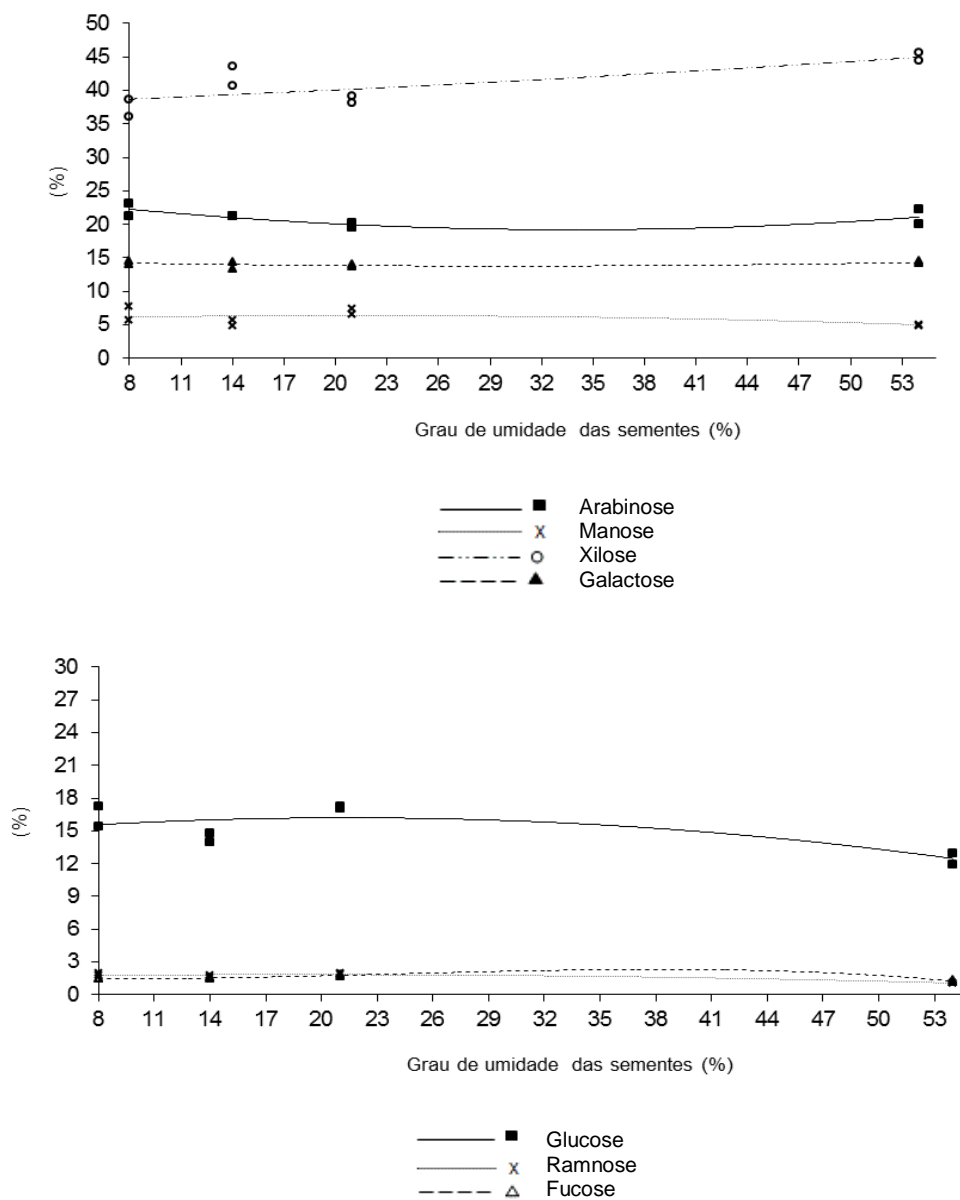 50
45
40
35
30
25
20
15
10
5
0
(%)
8 11 14 17 20 23 26 29 32 35 38 41 44 47 50 53
Grau de umidade das sementes (%)
Arabinose
Manose
Xilose
Galactose
30
27
24
21
18
15
12
9
6
3
0
(%)
8 11 14 17 20 23 26 29 32 35 38 41 44 47 50 53
Grau de umidade das sementes (%)
Glucose
Ramnose
Fucose